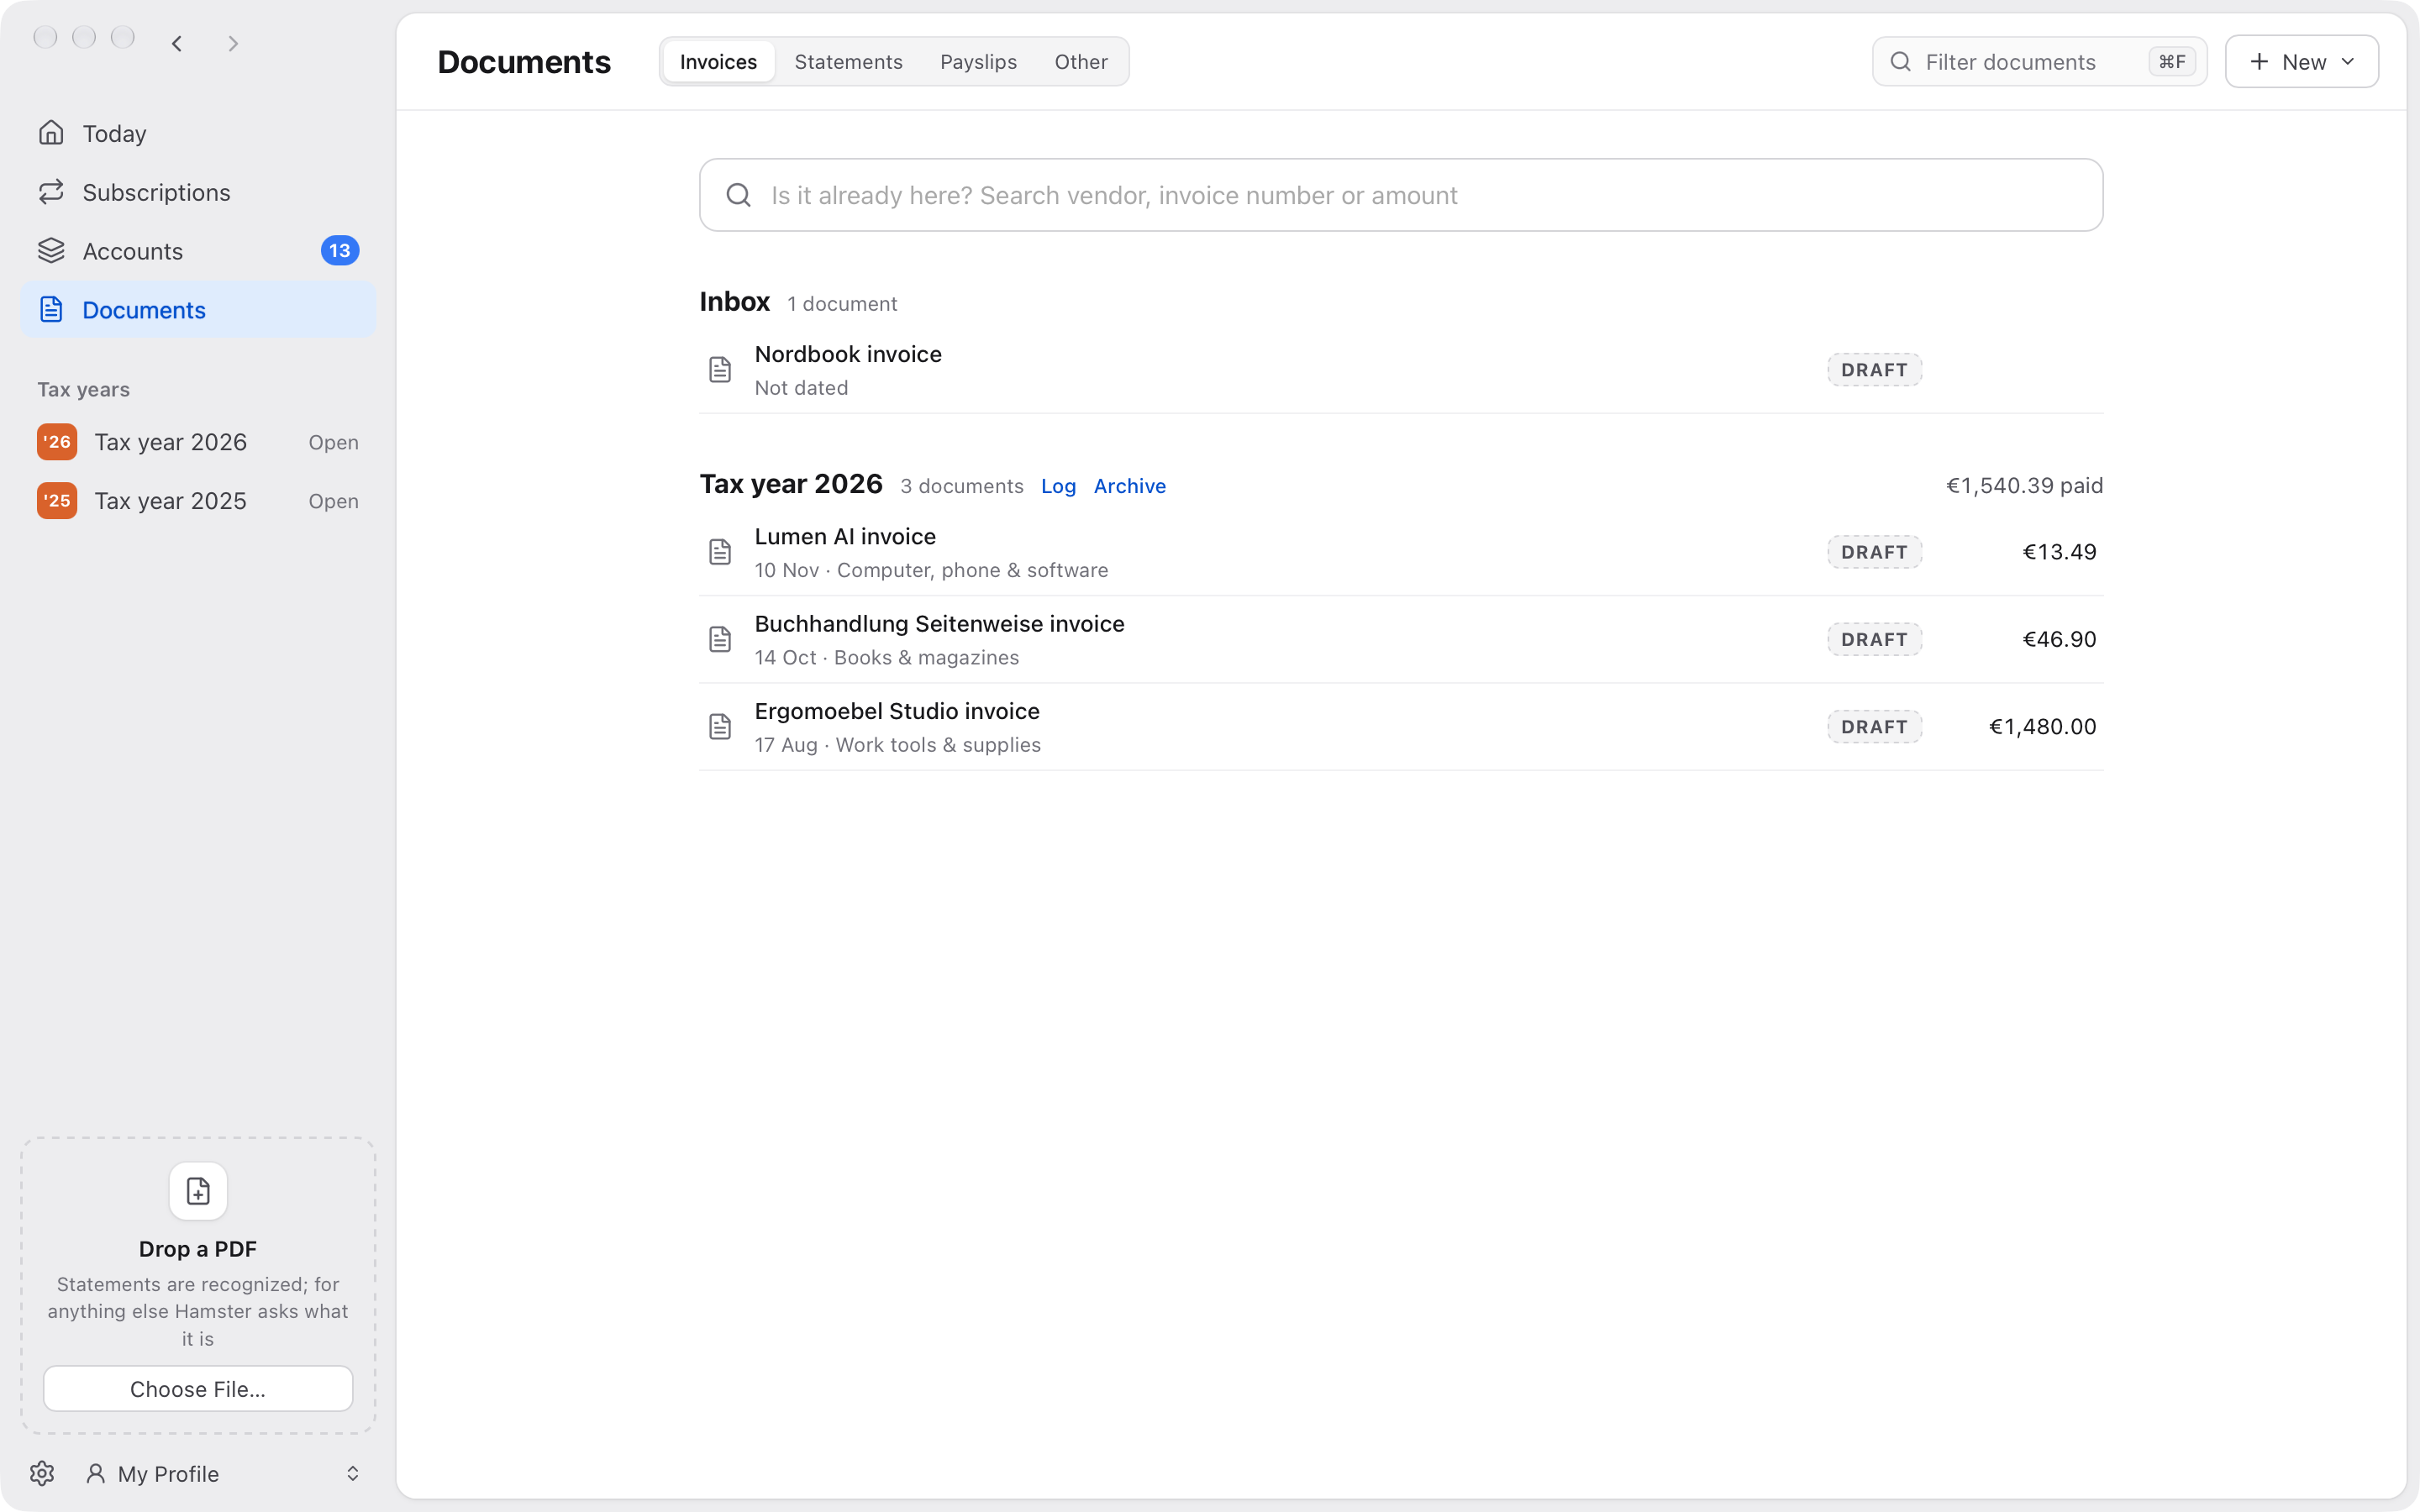 Today
Subscriptions
Accounts 13
Documents
Tax years
'26 Tax year 2026 Open
'25 Tax year 2025 Open
Drop a PDF
Statements are recognized; for
anything else Hamster asks what
it is
Choose File...
My Profile
Documents Invoices Statements Payslips Other Filter documents ⌘F New
Is it already here? Search vendor, invoice number or amount
Inbox 1 document
Nordbook invoice
Not dated
DRAFT
Tax year 2026 3 documents Log Archive €1,540.39 paid
Lumen AI invoice
10 Nov · Computer, phone & software
DRAFT €13.49
Buchhandlung Seitenweise invoice
14 Oct · Books & magazines
DRAFT €46.90
Ergomoebel Studio invoice
17 Aug · Work tools & supplies
DRAFT €1,480.00